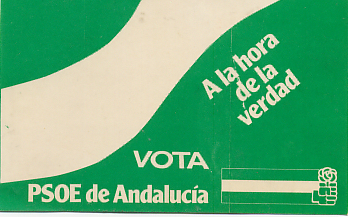 A la hora
de la
verdad
VOTA
PSOE de Andalucía